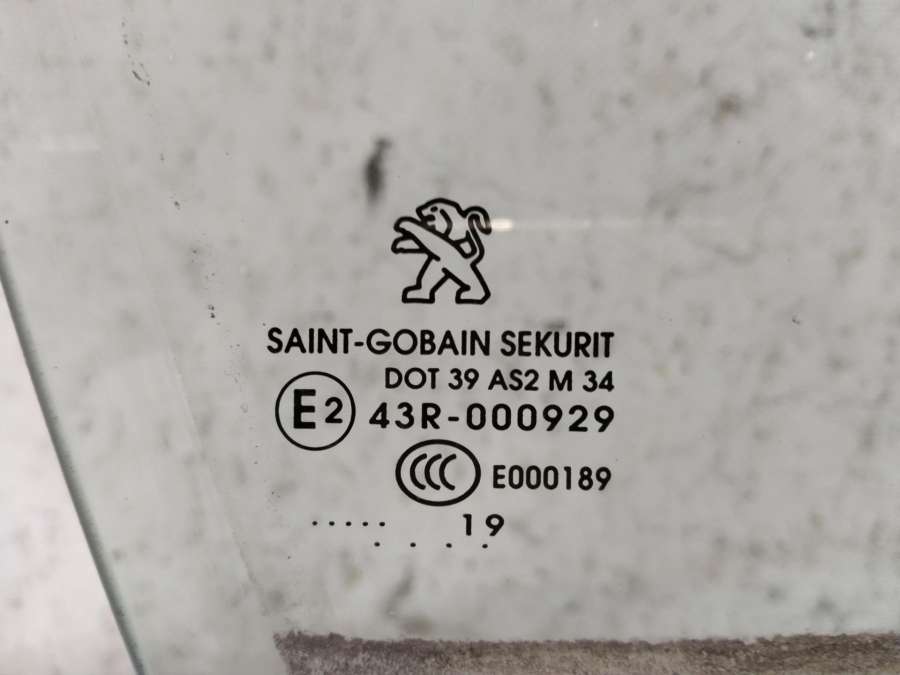 SAINT-GOBAIN SEKURIT
DOT 39 AS2 M 34
E2 43R-000929
CCC E000189
..... 19
. . . .